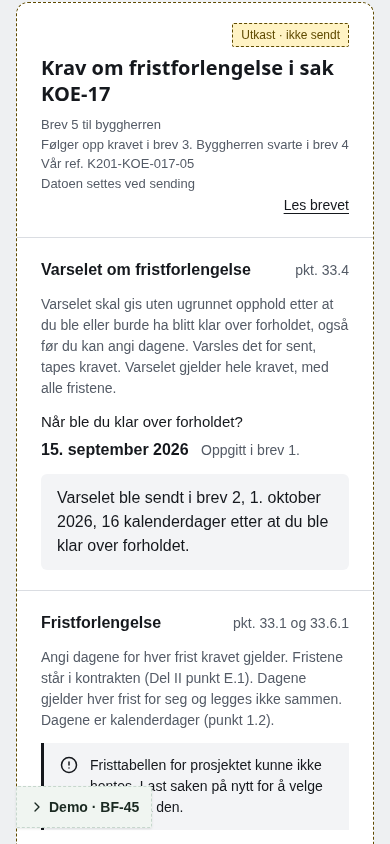 Utkast · ikke sendt
Krav om fristforlengelse i sak
KOE-17
Brev 5 til byggherren
Følger opp kravet i brev 3. Byggherren svarte i brev 4
Vår ref. K201-KOE-017-05
Datoen settes ved sending
Les brevet
Varselet om fristforlengelse pkt. 33.4
Varselet skal gis uten ugrunnet opphold etter at
du ble eller burde ha blitt klar over forholdet, også
før du kan angi dagene. Varsles det for sent,
tapes kravet. Varselet gjelder hele kravet, med
alle fristene.
Når ble du klar over forholdet?
15. september 2026 Oppgitt i brev 1.
Varselet ble sendt i brev 2, 1. oktober
2026, 16 kalenderdager etter at du ble
klar over forholdet.
Fristforlengelse pkt. 33.1 og 33.6.1
Angi dagene for hver frist kravet gjelder. Fristene
står i kontrakten (Del II punkt E.1). Dagene
gjelder hver frist for seg og legges ikke sammen.
Dagene er kalenderdager (punkt 1.2).
Fristtabellen for prosjektet kunne ikke
saken på nytt for å velge
den.
Demo · BF-45